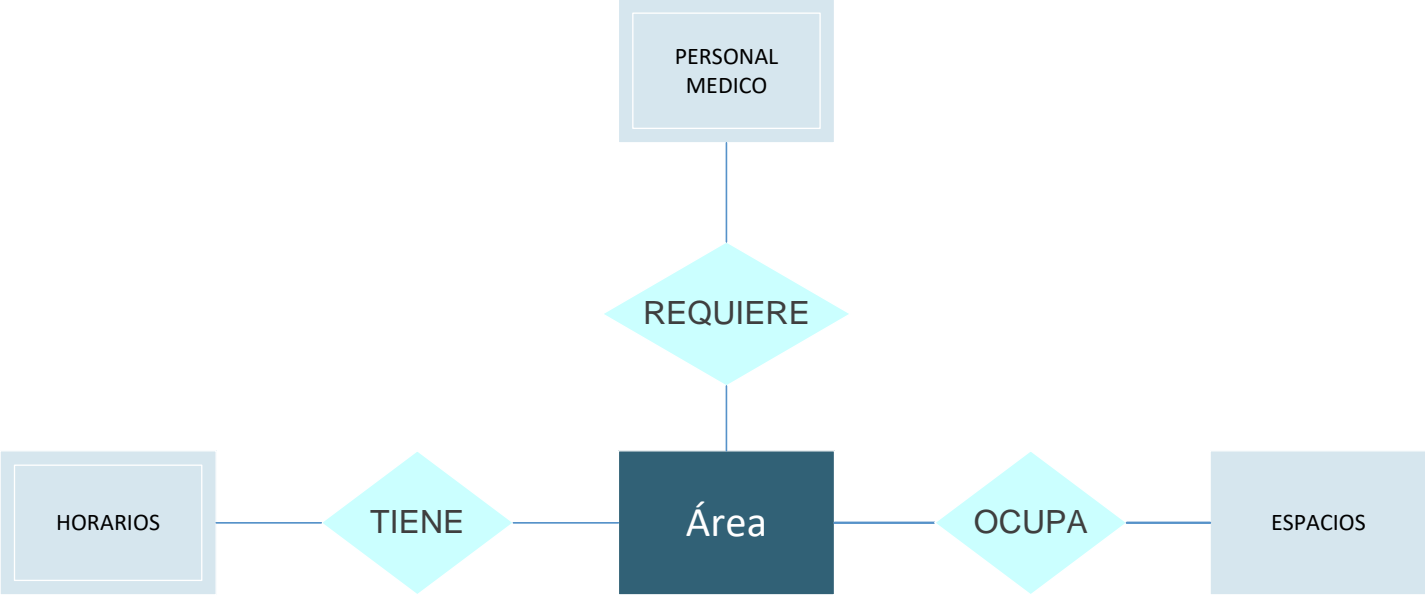 PERSONAL
MEDICO
REQUIERE
HORARIOS
TIENE
Área
OCUPA
ESPACIOS